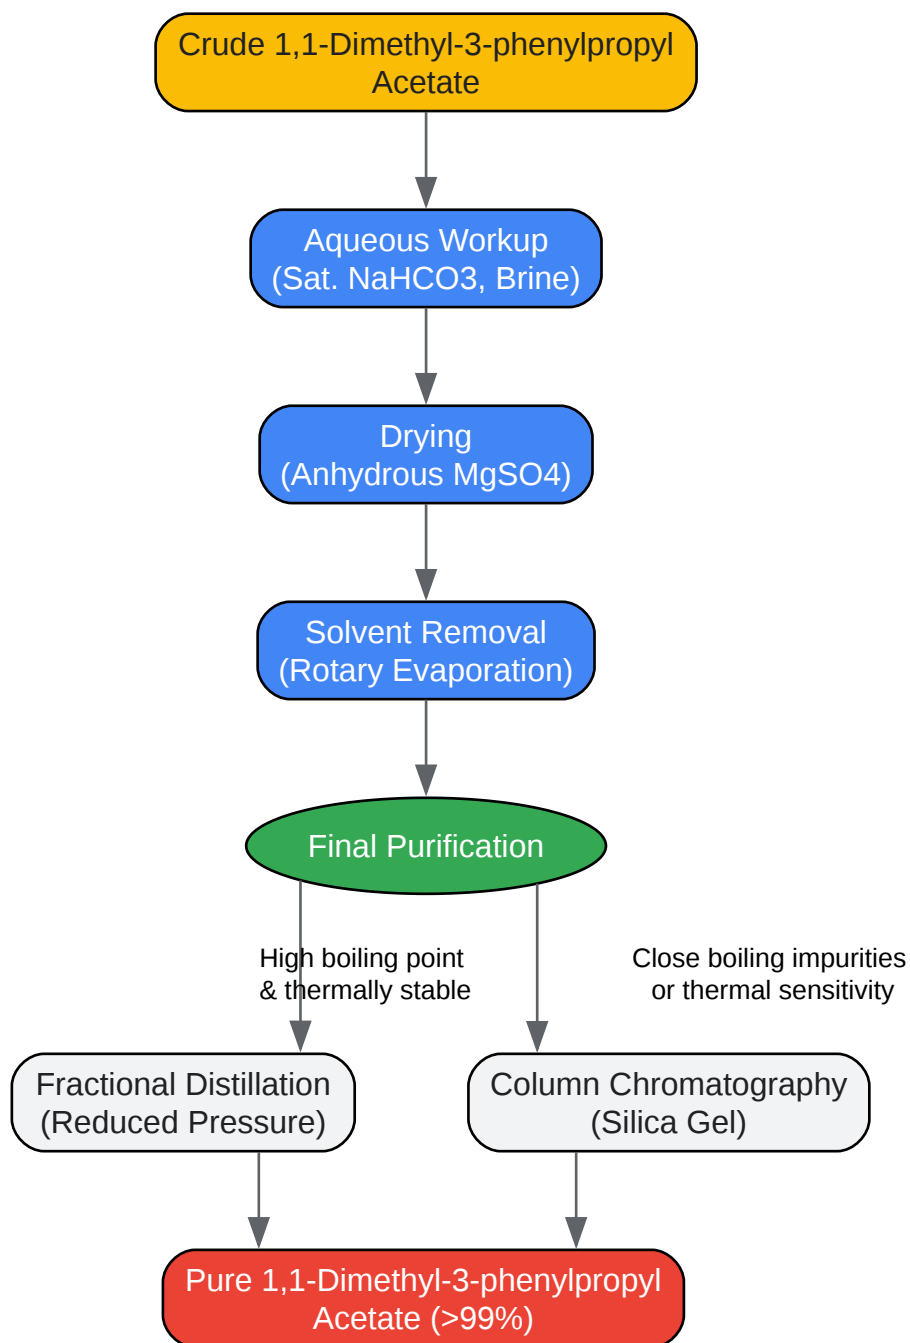 Crude 1,1-Dimethyl-3-phenylpropyl
Acetate
Aqueous Workup
(Sat. NaHCO3, Brine)
Drying
(Anhydrous MgSO4)
Solvent Removal
(Rotary Evaporation)
Final Purification
High boiling point
& thermally stable
Close boiling impurities
or thermal sensitivity
Fractional Distillation
(Reduced Pressure)
Column Chromatography
(Silica Gel)
Pure 1,1-Dimethyl-3-phenylpropyl
Acetate (>99%)